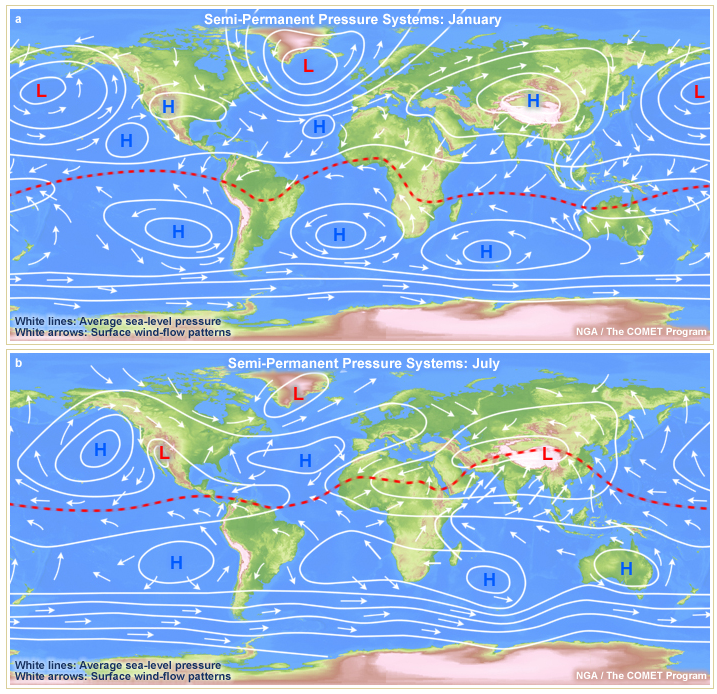 a
Semi-Permanent Pressure Systems: January
L
L
L
H
H
H
H
H
H
H
White lines: Average sea-level pressure
White arrows: Surface wind-flow patterns
NGA / The COMET Program
b
Semi-Permanent Pressure Systems: July
L
H
L
H
L
H
H
H
White lines: Average sea-level pressure
White arrows: Surface wind-flow patterns
NGA / The COMET Program